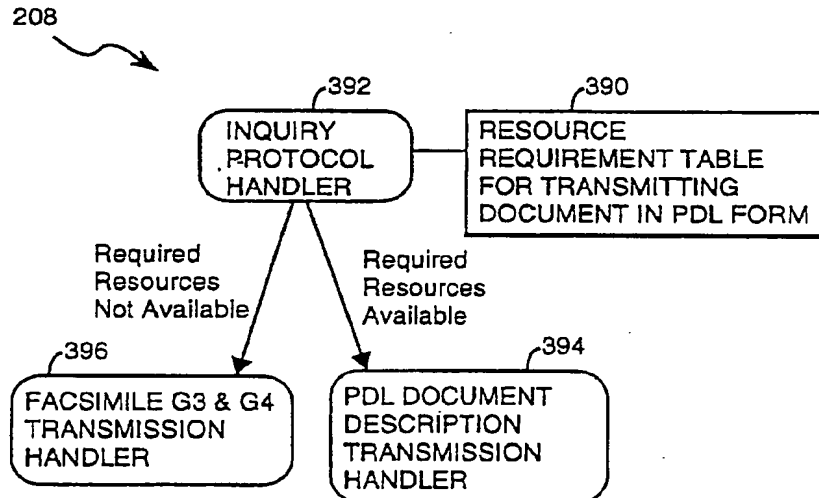 208
392
INQUIRY
PROTOCOL
HANDLER
390
RESOURCE
REQUIREMENT TABLE
FOR TRANSMITTING
DOCUMENT IN PDL FORM
Required
Resources
Not Available
Required
Resources
Available
396
FACSIMILE G3 & G4
TRANSMISSION
HANDLER
394
PDL DOCUMENT
DESCRIPTION
TRANSMISSION
HANDLER